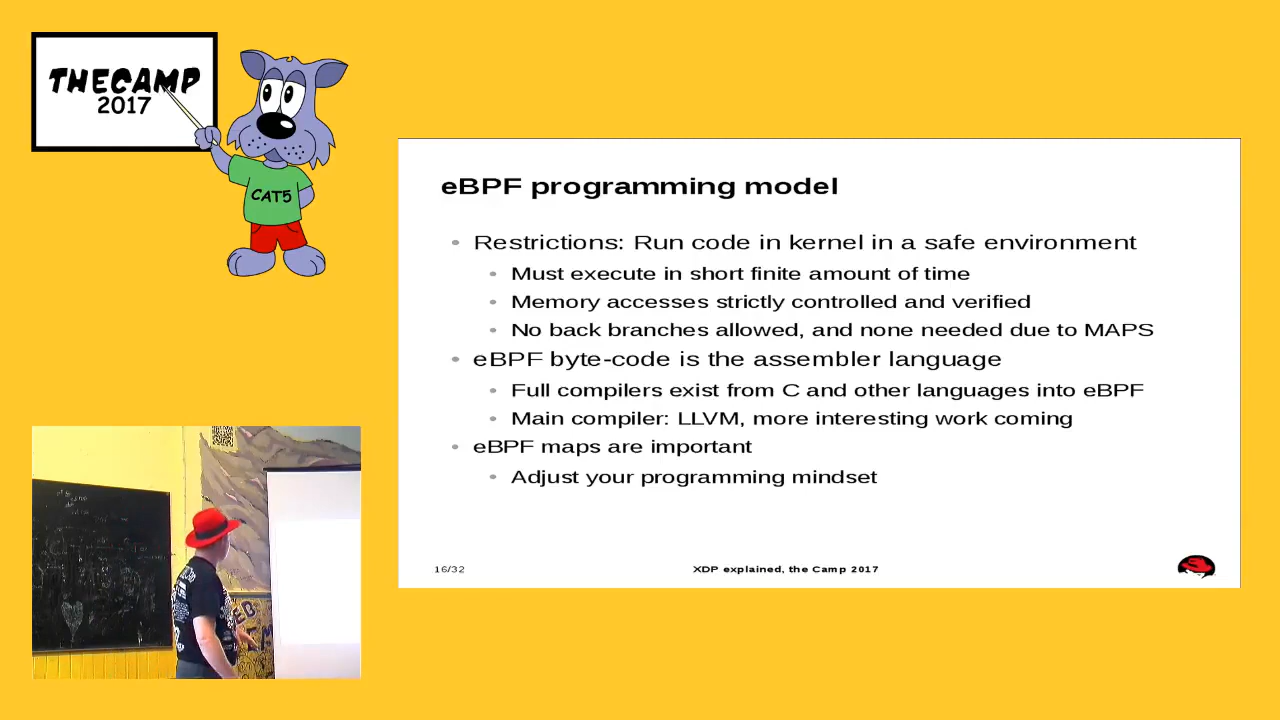 THECAMP
2017
CAT5
eBPF programming model
Restrictions: Run code in kernel in a safe environment
Must execute in short finite amount of time
Memory accesses strictly controlled and verified
No back branches allowed, and none needed due to MAPS
eBPF byte-code is the assembler language
Full compilers exist from C and other languages into eBPF
Main compiler: LLVM, more interesting work coming
eBPF maps are important
Adjust your programming mindset
16/32
XDP explained, the Camp 2017